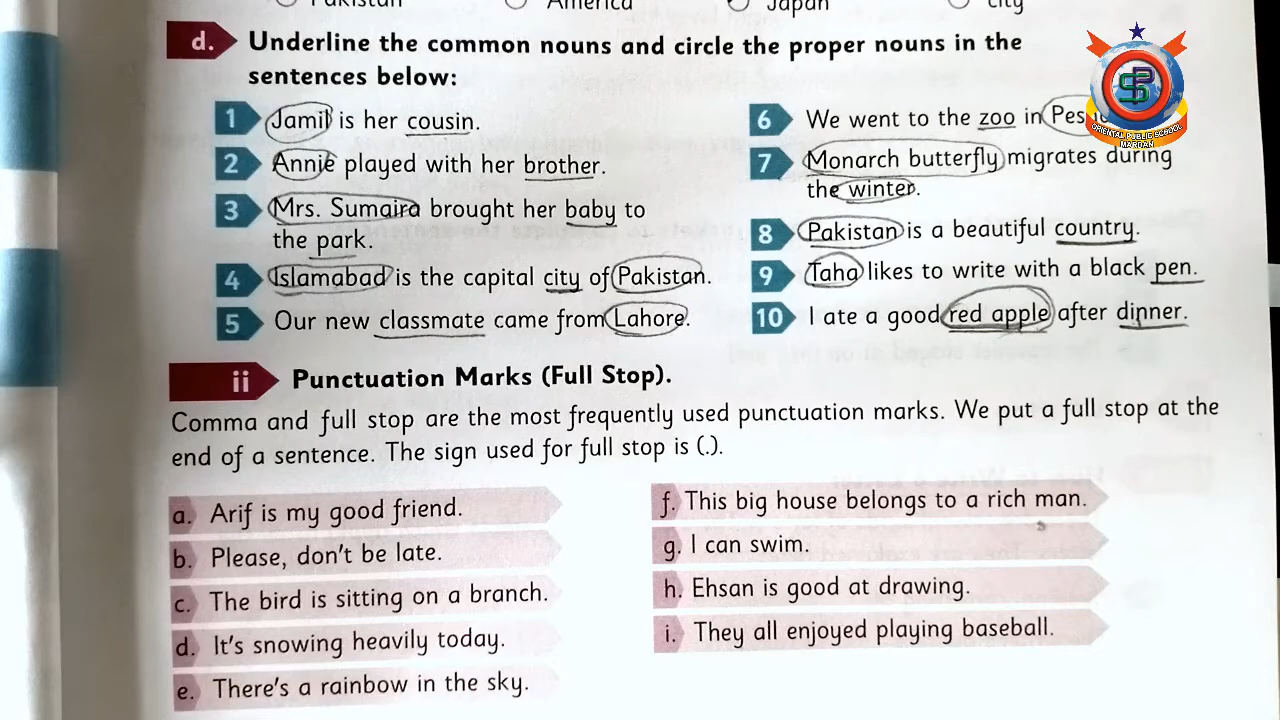 Pakistan America Japan city
d. Underline the common nouns and circle the proper nouns in the
sentences below:
1 Jamil is her cousin.
2 Annie played with her brother.
3 Mrs. Sumaira brought her baby to
the park.
4 Islamabad is the capital city of Pakistan.
5 Our new classmate came from Lahore.
6 We went to the zoo in
7 Monarch butterfly migrates during
the winter.
8 Pakistan is a beautiful country.
9 Taha likes to write with a black pen.
10 I ate a good red apple after dinner.
ii Punctuation Marks (Full Stop).
Comma and full stop are the most frequently used punctuation marks. We put a full stop at the
end of a sentence. The sign used for full stop is (.).
a. Arif is my good friend.
b. Please, don't be late.
c. The bird is sitting on a branch.
d. It's snowing heavily today.
e. There's a rainbow in the sky.
f. This big house belongs to a rich man.
g. I can swim.
h. Ehsan is good at drawing.
i. They all enjoyed playing baseball.
ORIENTAL PUBLIC SCHOOL
MARDAN